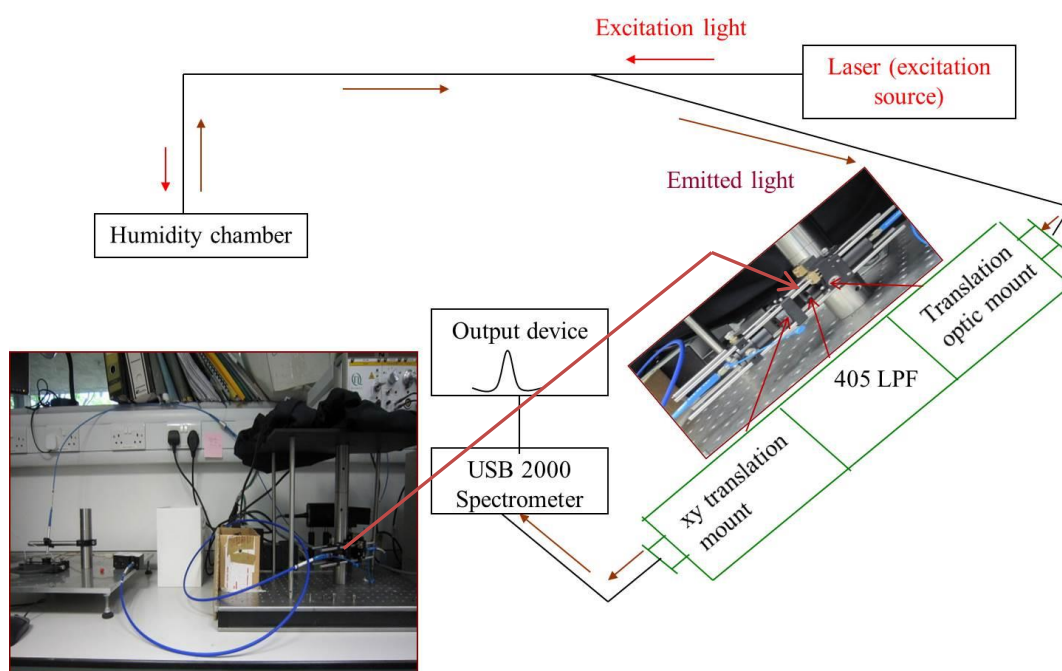 Excitation light
Laser (excitation
source)
Emitted light
Humidity chamber
Translation
optic mount
Output device
405 LPF
USB 2000
Spectrometer
xy translation
mount